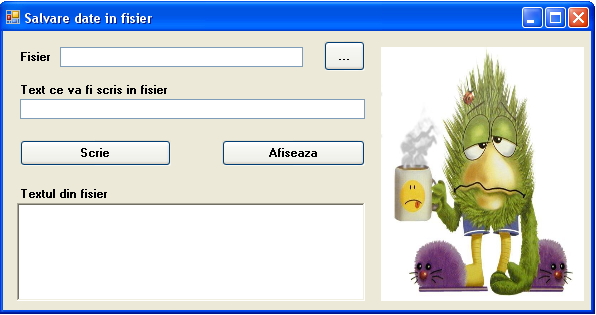 Salvare date in fisier
Fisier
...
Text ce va fi scris in fisier
Scrie
Afiseaza
Textul din fisier